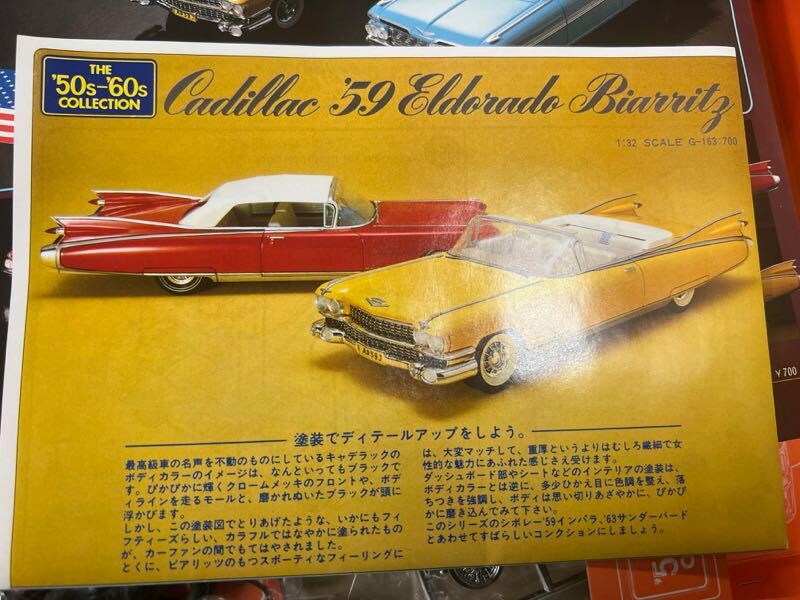 THE
'50s-'60s
COLLECTION
Cadillac '59 Eldorado Biarritz
1:32 SCALE G-163:700
塗装でディテールアップをしよう。
最高級車の名声を不動のものにしているキャデラックの
ボディカラーのイメージは、なんといってもブラックで
す。ぴかぴかに輝くクロームメッキのフロントや、ボデ
ィラインを走るモールと、磨かれぬいたブラックが頭に
浮かびます。
しかし、この塗装図でとりあげたような、いかにもフィ
フティーズらしい、カラフルではなやかに塗られたもの
が、カーファンの間でもてはやされました。
とくに、ビアリッツのもつスポーティなフィーリングに
は、大変マッチして、重厚というよりはむしろ繊細で女
性的な魅力にあふれた感じさえ受けます。
ダッシュボード部やシートなどのインテリアの塗装は、
ボディカラーとは逆に、多少ひかえ目に色調を整え、落
ちつきを強調し、ボディは思い切りあざやかに、ぴかぴ
かに磨き込んでみて下さい。
このシリーズのシボレー'59インパラ、'63サンダーバード
とあわせてすばらしいコンクションにしましょう。
¥700